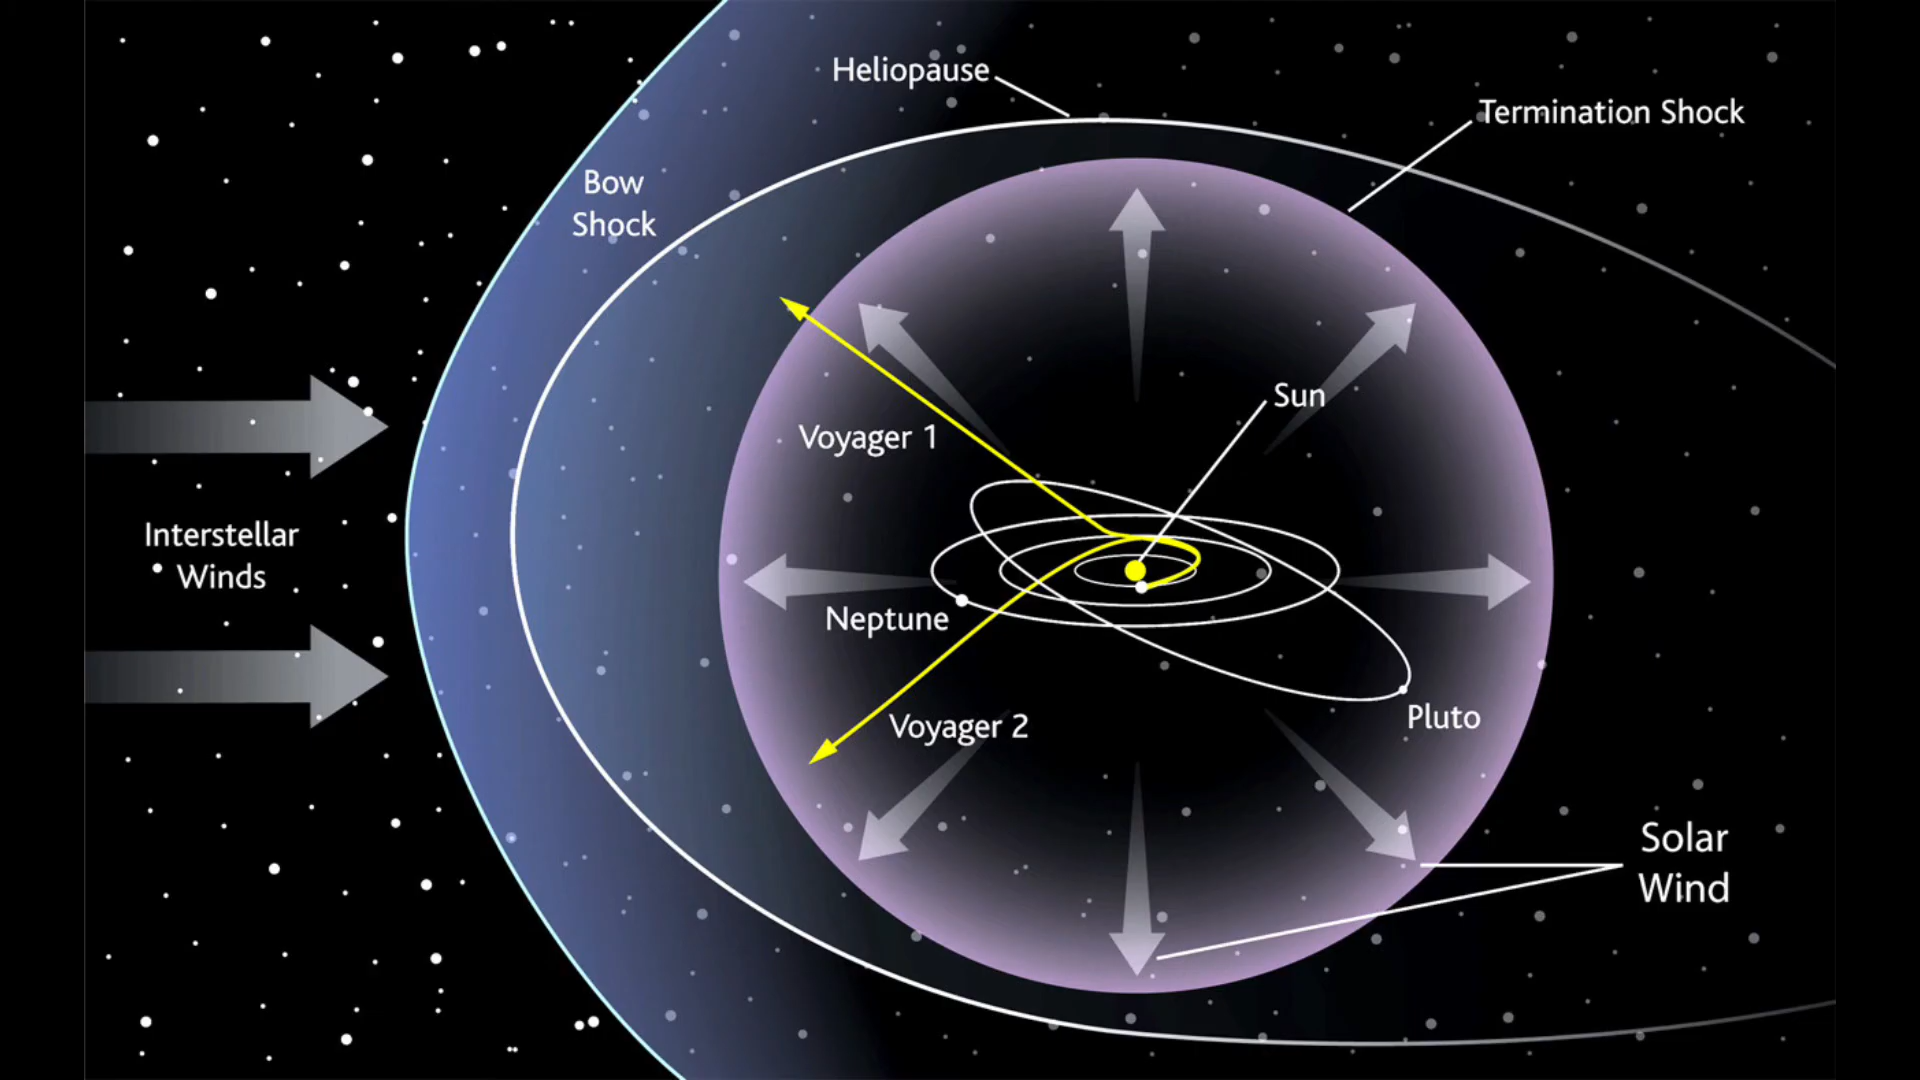 Heliopause
Termination Shock
Bow
Shock
Sun
Voyager 1
Interstellar
Winds
Neptune
Voyager 2
Pluto
Solar
Wind